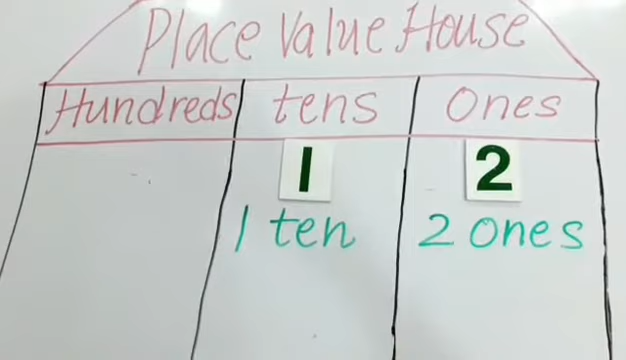 Place Value House
Hundreds tens Ones
1 2
1 ten 2 ones